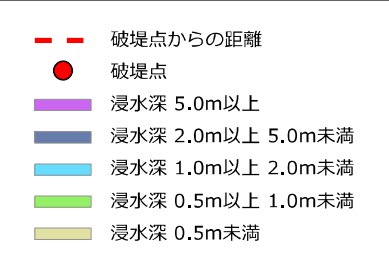 破堤点からの距離
破堤点
浸水深 5.0m以上
浸水深 2.0m以上 5.0m未満
浸水深 1.0m以上 2.0m未満
浸水深 0.5m以上 1.0m未満
浸水深 0.5m未満